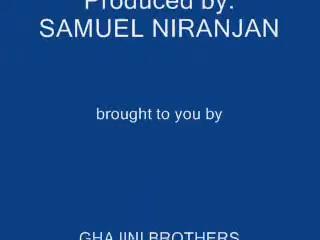 Produced by:
SAMUEL NIRANJAN
brought to you by
GHAJINI BROTHERS